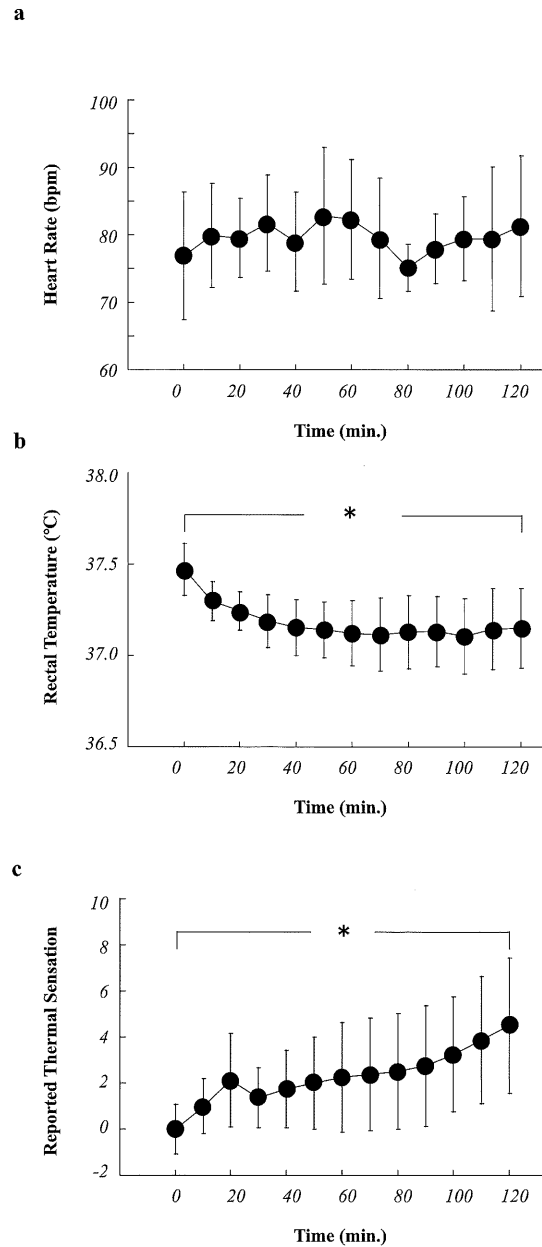 a
100
90
80
70
60
Heart Rate (bpm)
0 20 40 60 80 100 120
Time (min.)
b
38.0
37.5
37.0
36.5
Rectal Temperature (°C)
*
0 20 40 60 80 100 120
Time (min.)
c
10
8
6
4
2
0
-2
Reported Thermal Sensation
*
0 20 40 60 80 100 120
Time (min.)